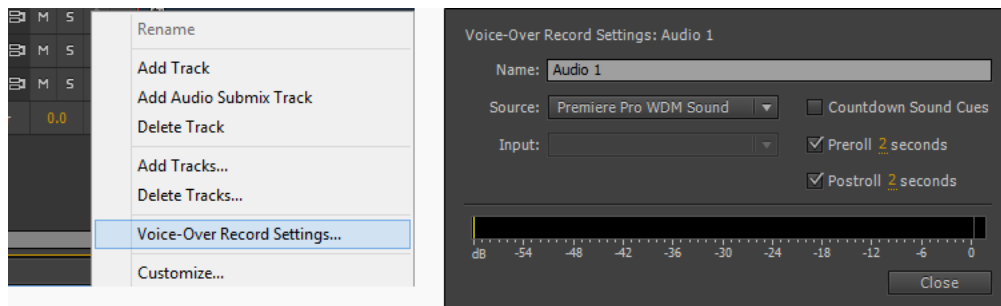 M S
Rename
M S
Add Track
M S
Add Audio Submix Track
0.0
Delete Track
Add Tracks...
Delete Tracks...
Voice-Over Record Settings...
Customize...
Voice-Over Record Settings: Audio 1
Name: Audio 1
Source: Premiere Pro WDM Sound
Countdown Sound Cues
Input:
Preroll 2 seconds
Postroll 2 seconds
dB -54 -48 -42 -36 -30 -24 -18 -12 -6 0
Close